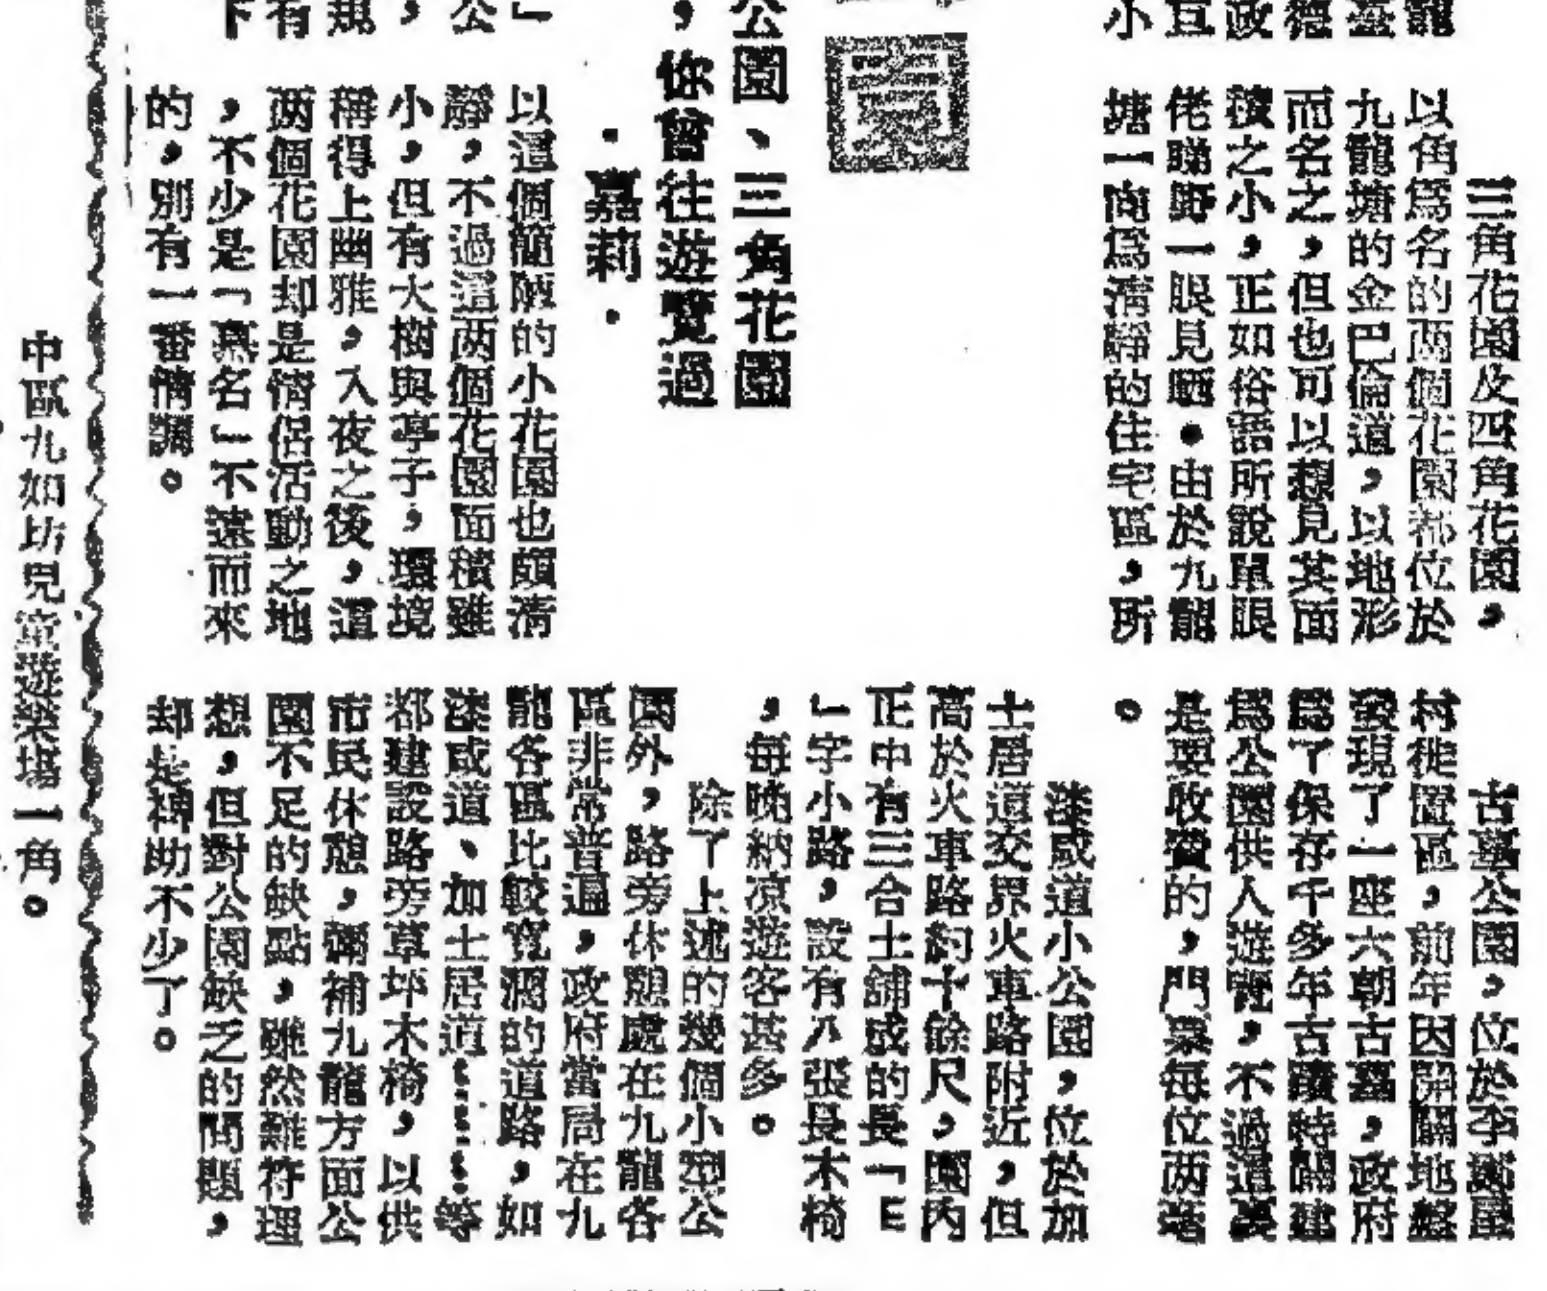 龍
臺
德
政
宜
小
公園、三角花園
，你曾往遊覽過
・嘉莉・
」
公
，
規
有
下
三角花園及四角花園，
以角爲名的两個花園都位於
九龍塘的金巴倫道，以地形
而名之，但也可以想見其面
積之小，正如俗語所說單眼
佬睇野一眼見晒。由於九龍
塘一向爲清靜的住宅區，所
以這個簡陋的小花園也頗清
靜，不過這两個花園面積雖
小，但有大樹與亭子，環境
稱得上幽雅，入夜之後，這
两個花園却是情侶活動之地
，不少是「慕名」不遠而來
的，別有一番情調。
古墓公園，位於李鄭屋
村徙置區，前年因開闢地盤
發現了一座六朝古墓，政府
爲了保存千多年古蹟特闢建
爲公園供人遊覽，不過這裏
是要收費的，門票每位两毫
。
漆咸道小公園，位於加
士居道交界火車路附近，但
高於火車路約十餘尺，園內
正中有三合土舖成的長「E
」字小路，設有八張長木椅
，每晚納凉遊客甚多。
除了上述的幾個小型公
園外，路旁休憩處在九龍各
區非常普遍，政府當局在九
龍各區比較寬濶的道路，如
漆咸道、加士居道……等
都建設路旁草坪木椅，以供
市民休憩，彌補九龍方面公
園不足的缺點，雖然難符理
想，但對公園缺乏的問題，
却是裨助不少了。
中區九如坊兒童遊樂塲一角。